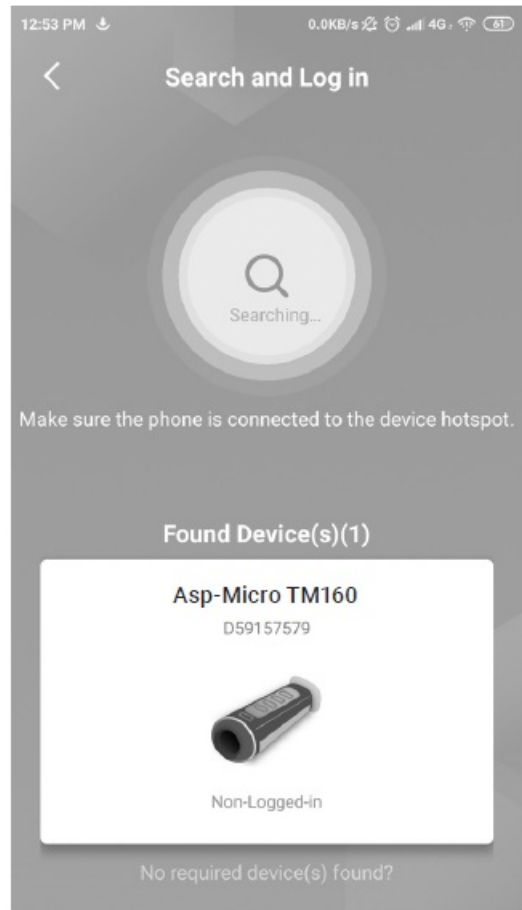 12:53 PM 0.0KB/s 4G 61
Search and Log in
Searching...
Make sure the phone is connected to the device hotspot.
Found Device(s)(1)
Asp-Micro TM160
D59157579
Non-Logged-in
No required device(s) found?